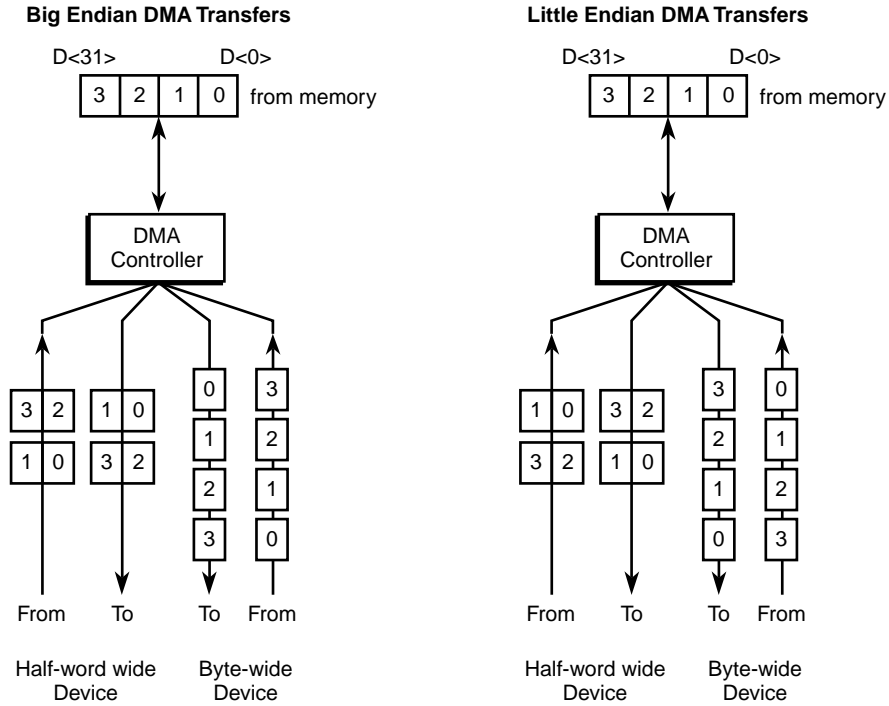 Big Endian DMA Transfers
D<31> D<0>
3 2 1 0 from memory
DMA
Controller
3 2
1 0
1 0
3 2
0
1
2
3
3
2
1
0
From To To From
Half-word wide
Device
Byte-wide
Device
Little Endian DMA Transfers
D<31> D<0>
3 2 1 0 from memory
DMA
Controller
1 0
3 2
3 2
1 0
3
2
1
0
0
1
2
3
From To To From
Half-word wide
Device
Byte-wide
Device